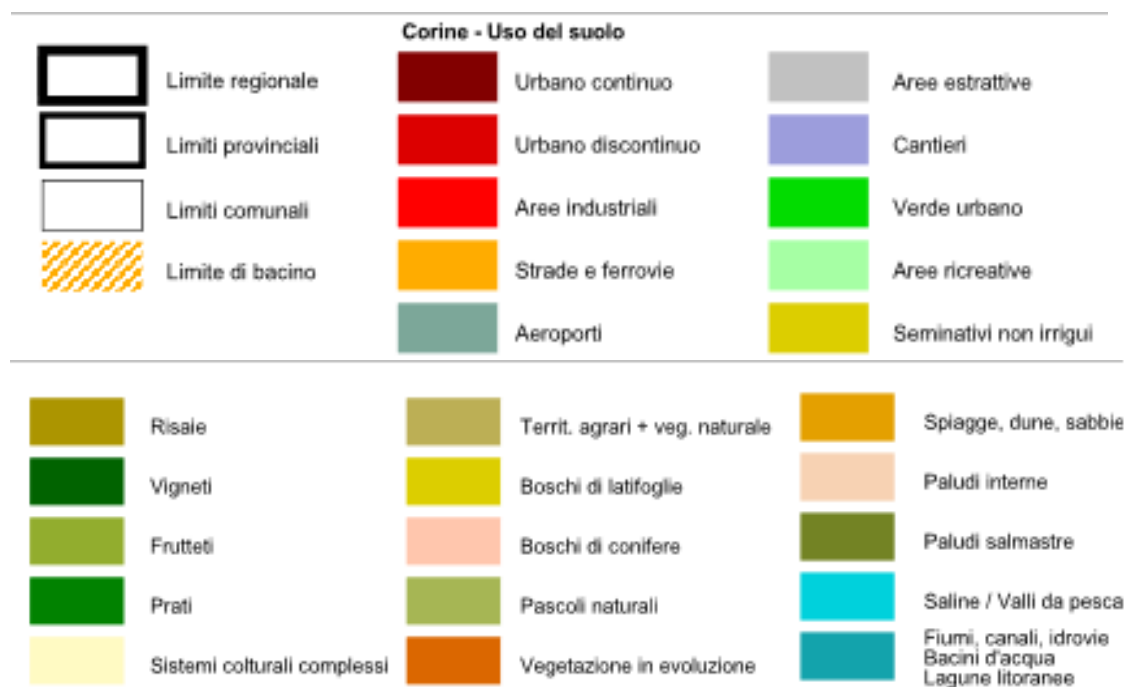 Corine - Uso del suolo
Limite regionale
Limiti provinciali
Limiti comunali
Limite di bacino
Urbano continuo
Urbano discontinuo
Aree industriali
Strade e ferrovie
Aeroporti
Aree estrattive
Cantieri
Verde urbano
Aree ricreative
Seminativi non irrigui
Risaie
Vigneti
Frutteti
Prati
Sistemi colturali complessi
Territ. agrari + veg. naturale
Boschi di latifoglie
Boschi di conifere
Pascoli naturali
Vegetazione in evoluzione
Spiagge, dune, sabbie
Paludi interne
Paludi salmastre
Saline / Valli da pesca
Fiumi, canali, idrovie
Bacini d'acqua
Lagune litoranee